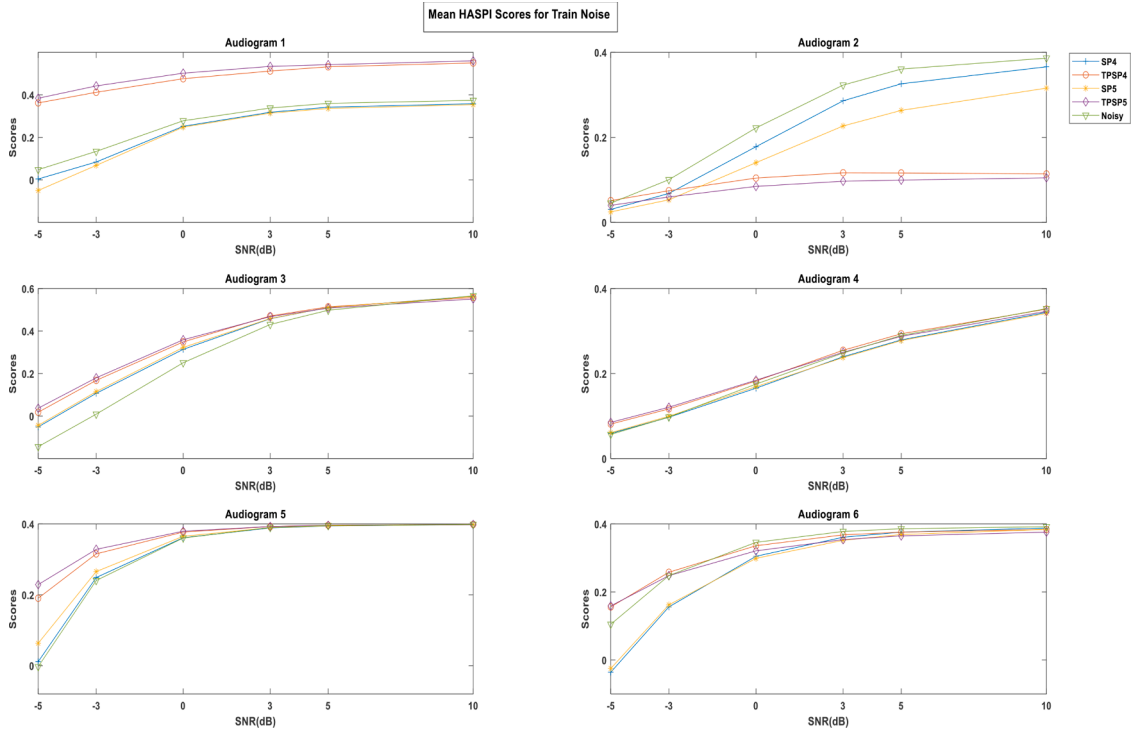 Mean HASPI Scores for Train Noise
Audiogram 1
Scores
0.4
0.2
0
-5
-3
0
3
5
10
SNR(dB)
Audiogram 2
Scores
0.4
0.2
0
-5
-3
0
3
5
10
SNR(dB)
SP4
TPSP4
SP5
TPSP5
Noisy
Audiogram 3
Scores
0.6
0.4
0.2
0
-5
-3
0
3
5
10
SNR(dB)
Audiogram 4
Scores
0.4
0.2
0
-5
-3
0
3
5
10
SNR(dB)
Audiogram 5
Scores
0.4
0.2
0
-5
-3
0
3
5
10
SNR(dB)
Audiogram 6
Scores
0.4
0.2
0
-5
-3
0
3
5
10
SNR(dB)